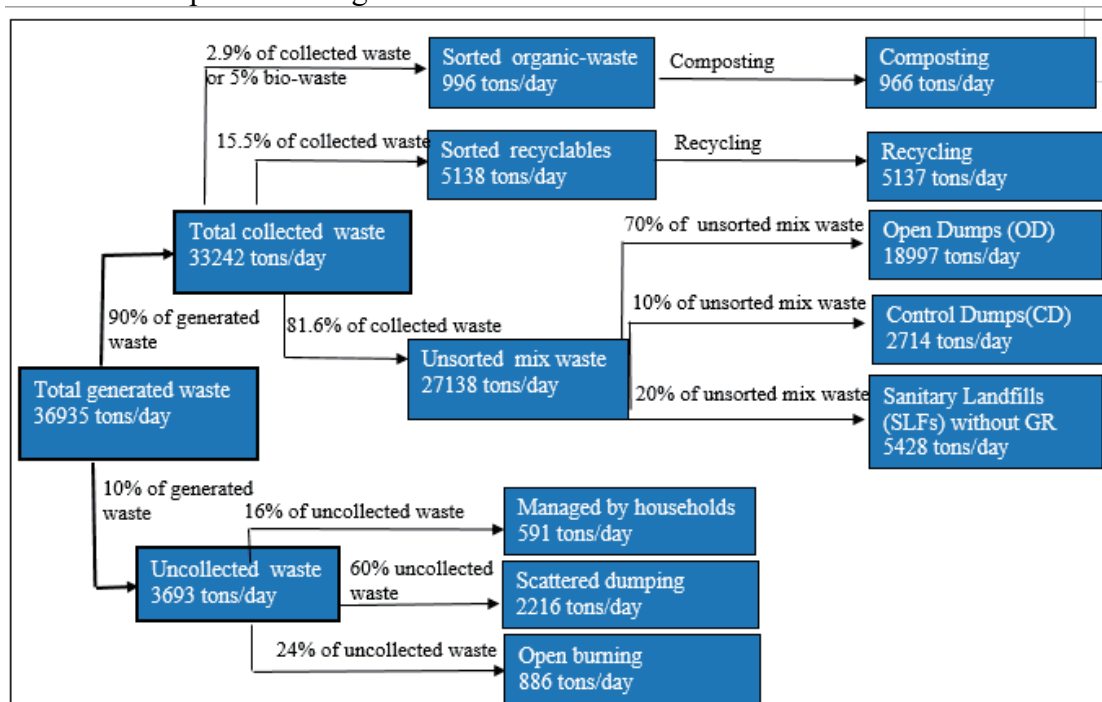 2.9% of collected waste
or 5% bio-waste
Sorted organic-waste
996 tons/day
Composting
Composting
966 tons/day
15.5% of collected waste
Sorted recyclables
5138 tons/day
Recycling
Recycling
5137 tons/day
Total collected waste
33242 tons/day
70% of unsorted mix waste
Open Dumps (OD)
18997 tons/day
90% of generated
waste
81.6% of collected waste
Unsorted mix waste
27138 tons/day
10% of unsorted mix waste
Control Dumps(CD)
2714 tons/day
Total generated waste
36935 tons/day
20% of unsorted mix waste
Sanitary Landfills
(SLFs) without GR
5428 tons/day
10% of generated
waste
16% of uncollected waste
Managed by households
591 tons/day
Uncollected waste
3693 tons/day
60% uncollected
waste
Scattered dumping
2216 tons/day
24% of uncollected waste
Open burning
886 tons/day